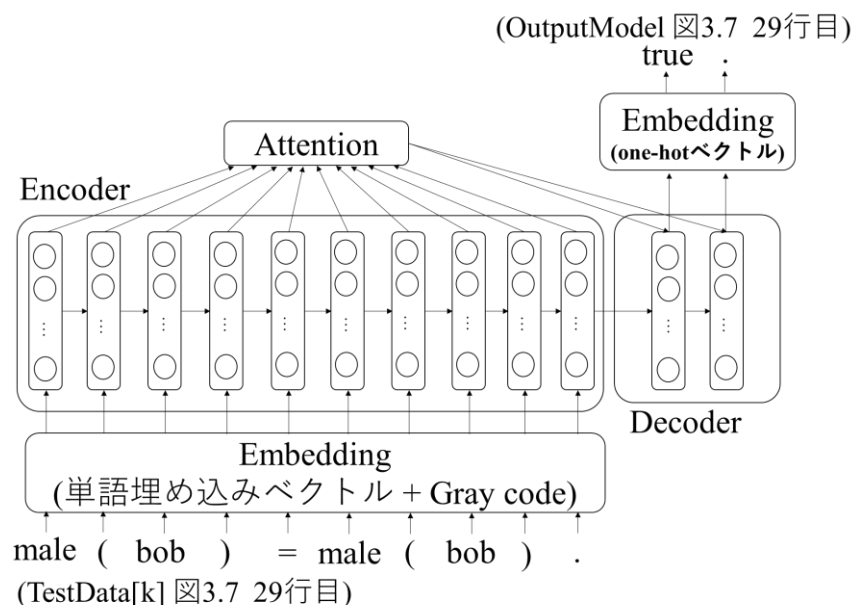 (OutputModel 図3.7 29行目)
true .
Embedding
(one-hotベクトル)
Attention
Encoder
...
...
...
...
...
...
...
...
...
...
...
...
Decoder
Embedding
(単語埋め込みベクトル + Gray code)
male ( bob ) = male ( bob ) .
(TestData[k] 図3.7 29行目)